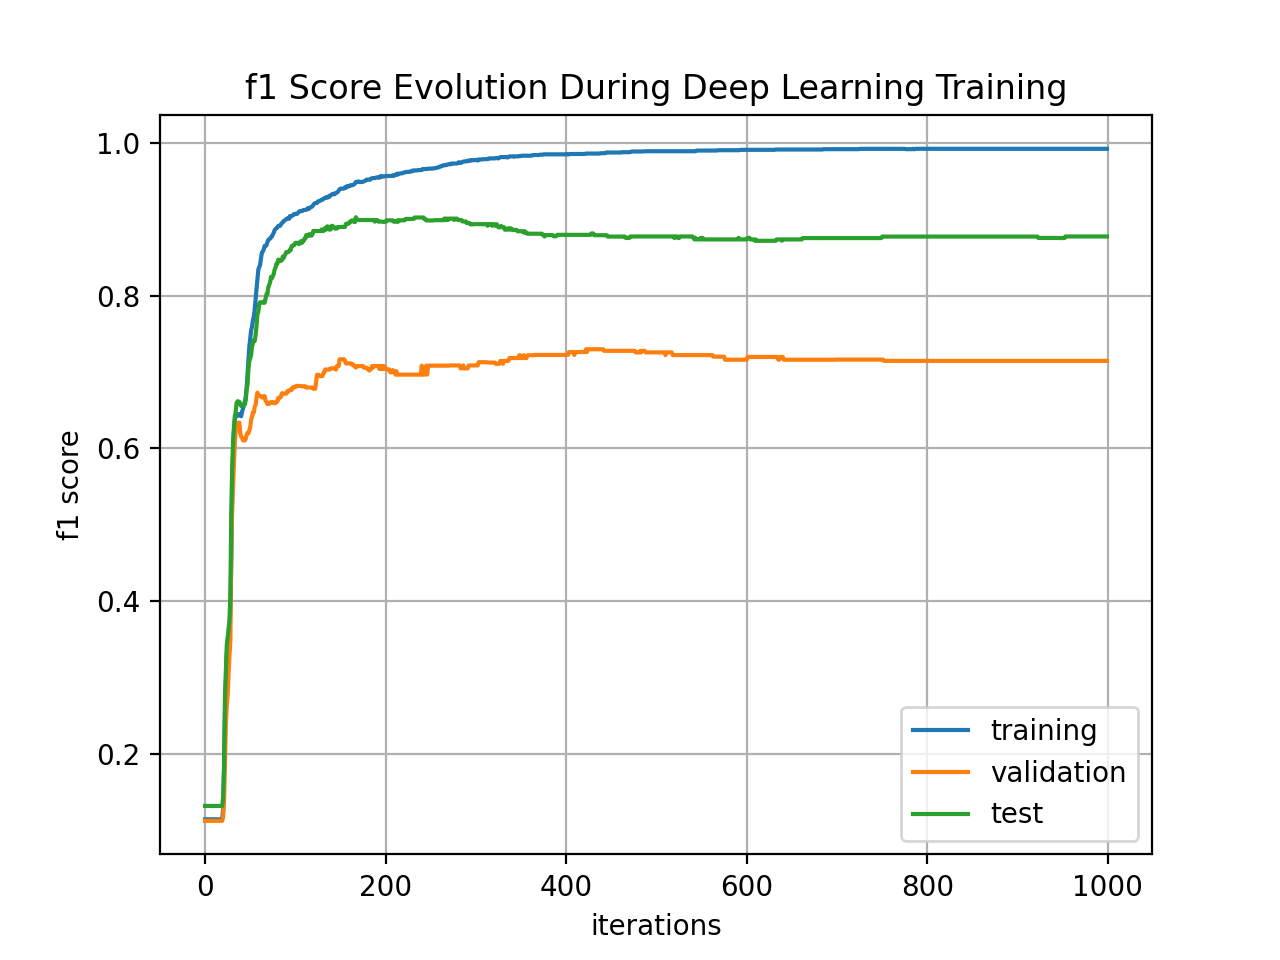 f1 Score Evolution During Deep Learning Training
1.0
0.8
0.6
0.4
0.2
f1 score
0 200 400 600 800 1000
iterations
training
validation
test